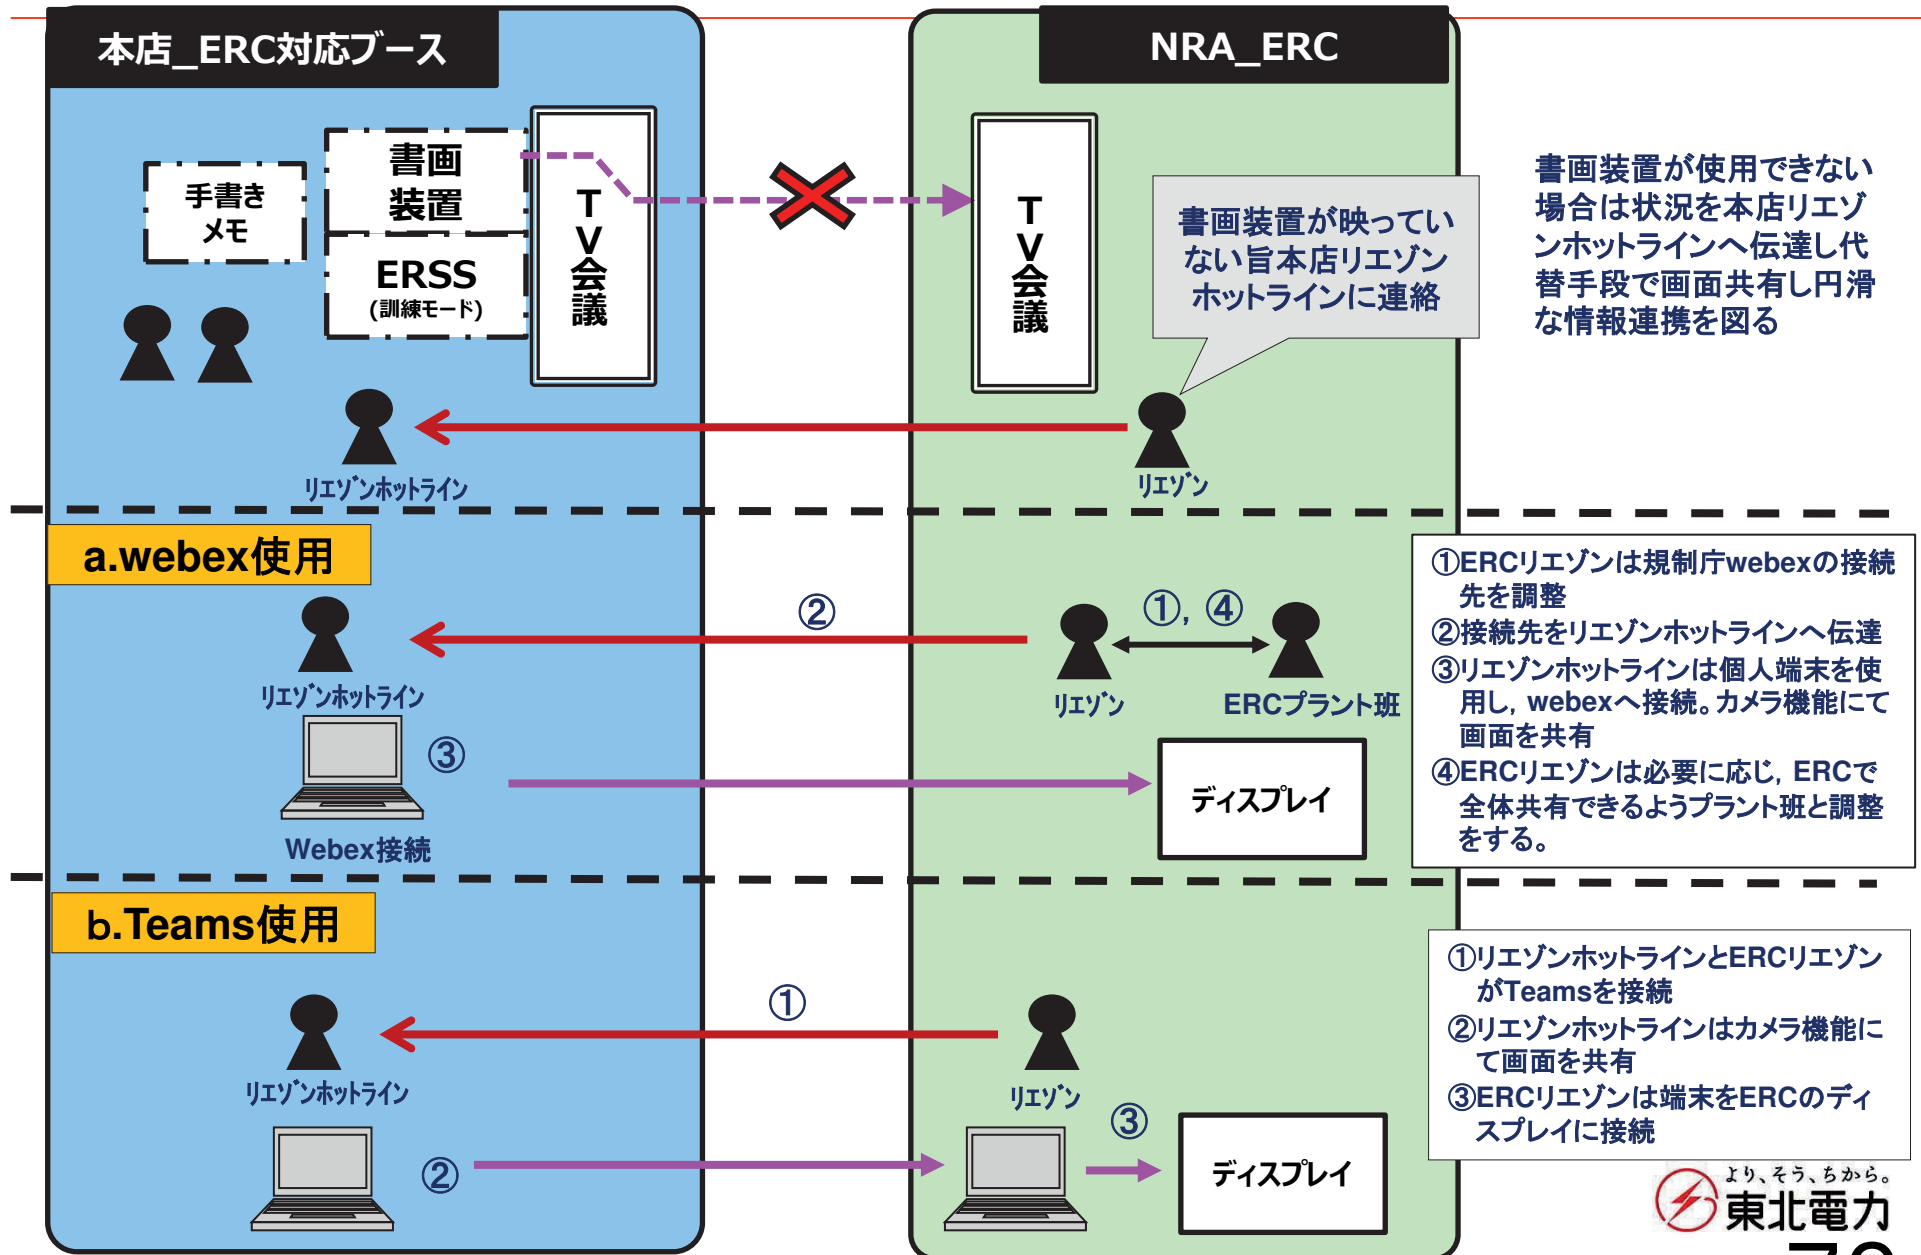 本店_ERC対応ブース
NRA_ERC
書画
装置
手書き
メモ
ERSS
(訓練モード)
TV会議
TV会議
書画装置が映ってい
ない旨本店リエゾン
ホットラインに連絡
書画装置が使用できない
場合は状況を本店リエゾ
ンホットラインへ伝達し代
替手段で画面共有し円滑
な情報連携を図る
リエゾンホットライン
リエゾン
a.webex使用
②
①, ④
リエゾンホットライン
リエゾン
ERCプラント班
③
ディスプレイ
Webex接続
①ERCリエゾンは規制庁webexの接続
先を調整
②接続先をリエゾンホットラインへ伝達
③リエゾンホットラインは個人端末を使
用し, webexへ接続。カメラ機能にて
画面を共有
④ERCリエゾンは必要に応じ, ERCで
全体共有できるようプラント班と調整
をする。
b.Teams使用
①
リエゾンホットライン
リエゾン
②
③
ディスプレイ
①リエゾンホットラインとERCリエゾン
がTeamsを接続
②リエゾンホットラインはカメラ機能に
て画面を共有
③ERCリエゾンは端末をERCのディ
スプレイに接続
より、そう、ちから。
東北電力